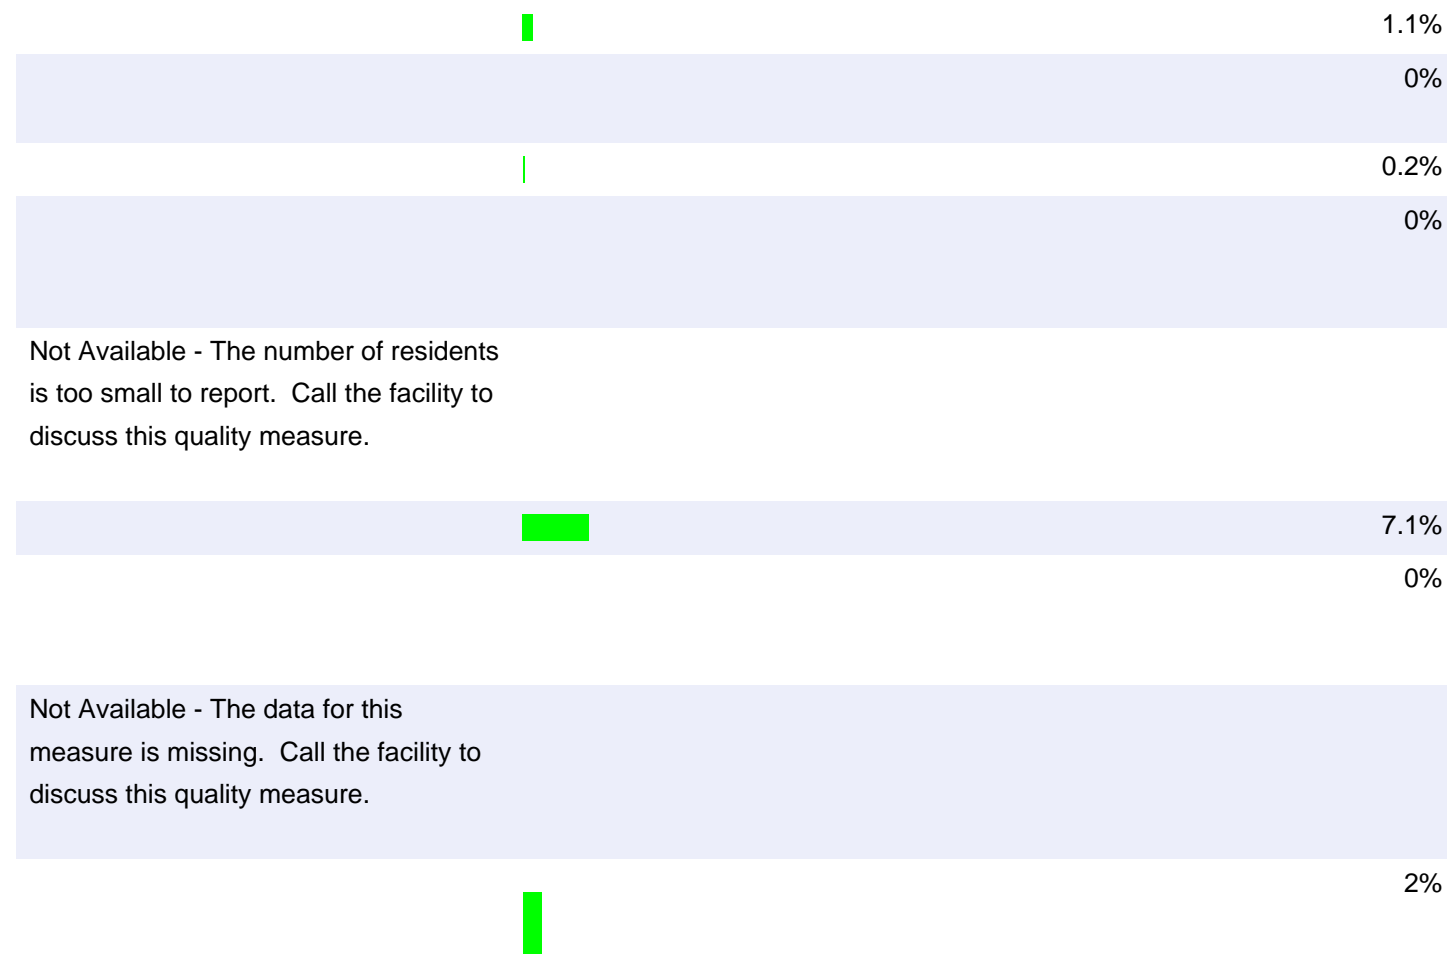 1.1%
0%
0.2%
0%
Not Available - The number of residents
is too small to report.  Call the facility to
discuss this quality measure.
7.1%
0%
Not Available - The data for this
measure is missing.  Call the facility to
discuss this quality measure.
2%